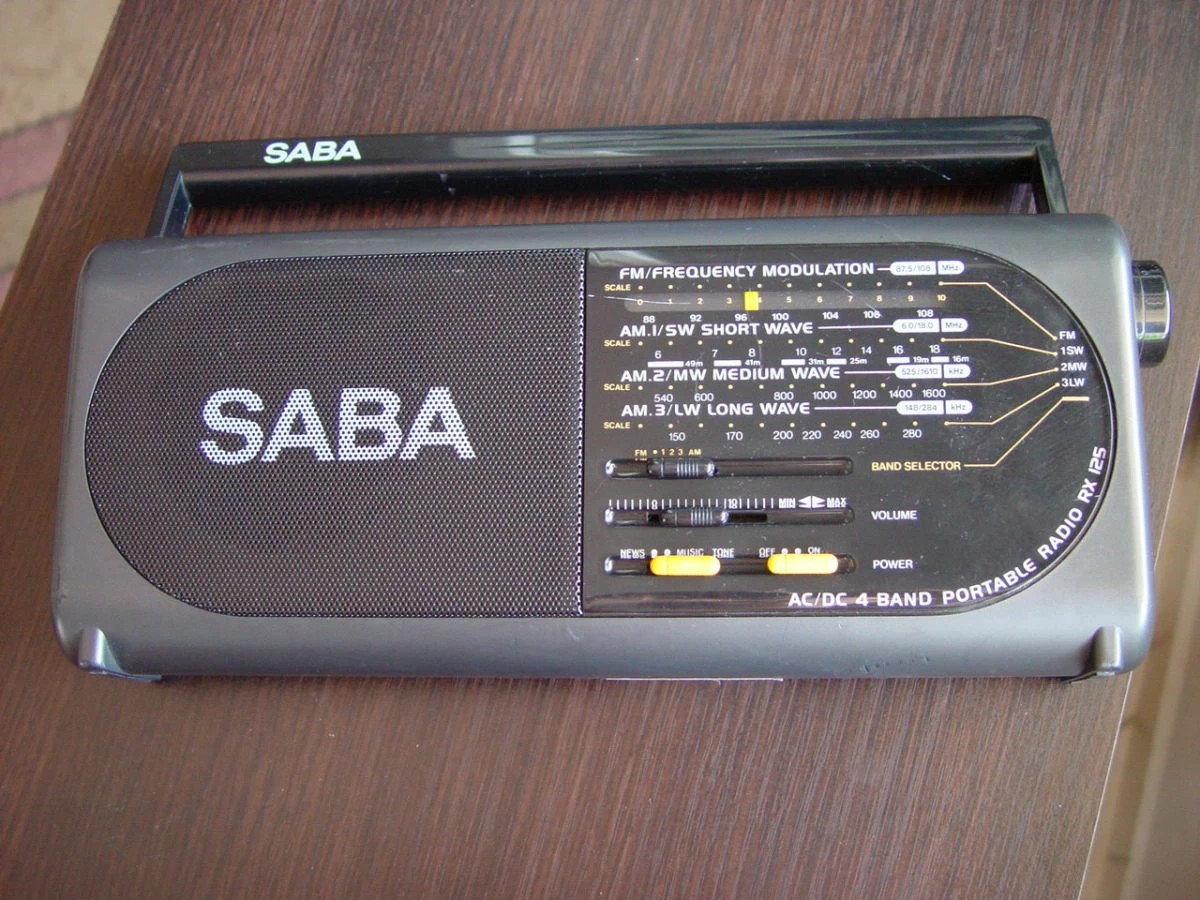 SABA
SABA
FM/FREQUENCY MODULATION 87.5/108 MHz
SCALE
0 1 2 3 4 5 6 7 8 9 10
88 92 96 100 104 106 108
AM.1/SW SHORT WAVE 6.0/18.0 MHz
SCALE
6 7 8 10 12 14 16 18
49m 41m 31m 25m 19m 16m
AM.2/MW MEDIUM WAVE 525/1610 kHz
SCALE
540 600 800 1000 1200 1400 1600
AM.3/LW LONG WAVE 148/284 kHz
SCALE
150 170 200 220 240 260 280
FM
1SW
2MW
3LW
FM 1 2 3 AM
BAND SELECTOR
0 10 MIN MAX
VOLUME
NEWS MUSIC TONE OFF ON
POWER
AC/DC 4 BAND PORTABLE RADIO RX 125